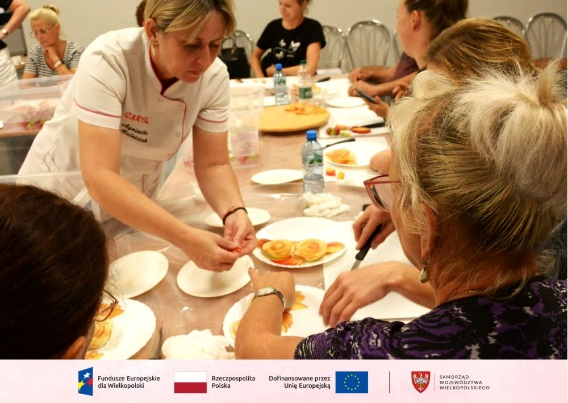 Fundusze Europejskie
dla Wielkopolski
Rzeczpospolita
Polska
Dofinansowane przez
Unię Europejską
SAMORZĄD
WOJEWÓDZTWA
WIELKOPOLSKIEGO